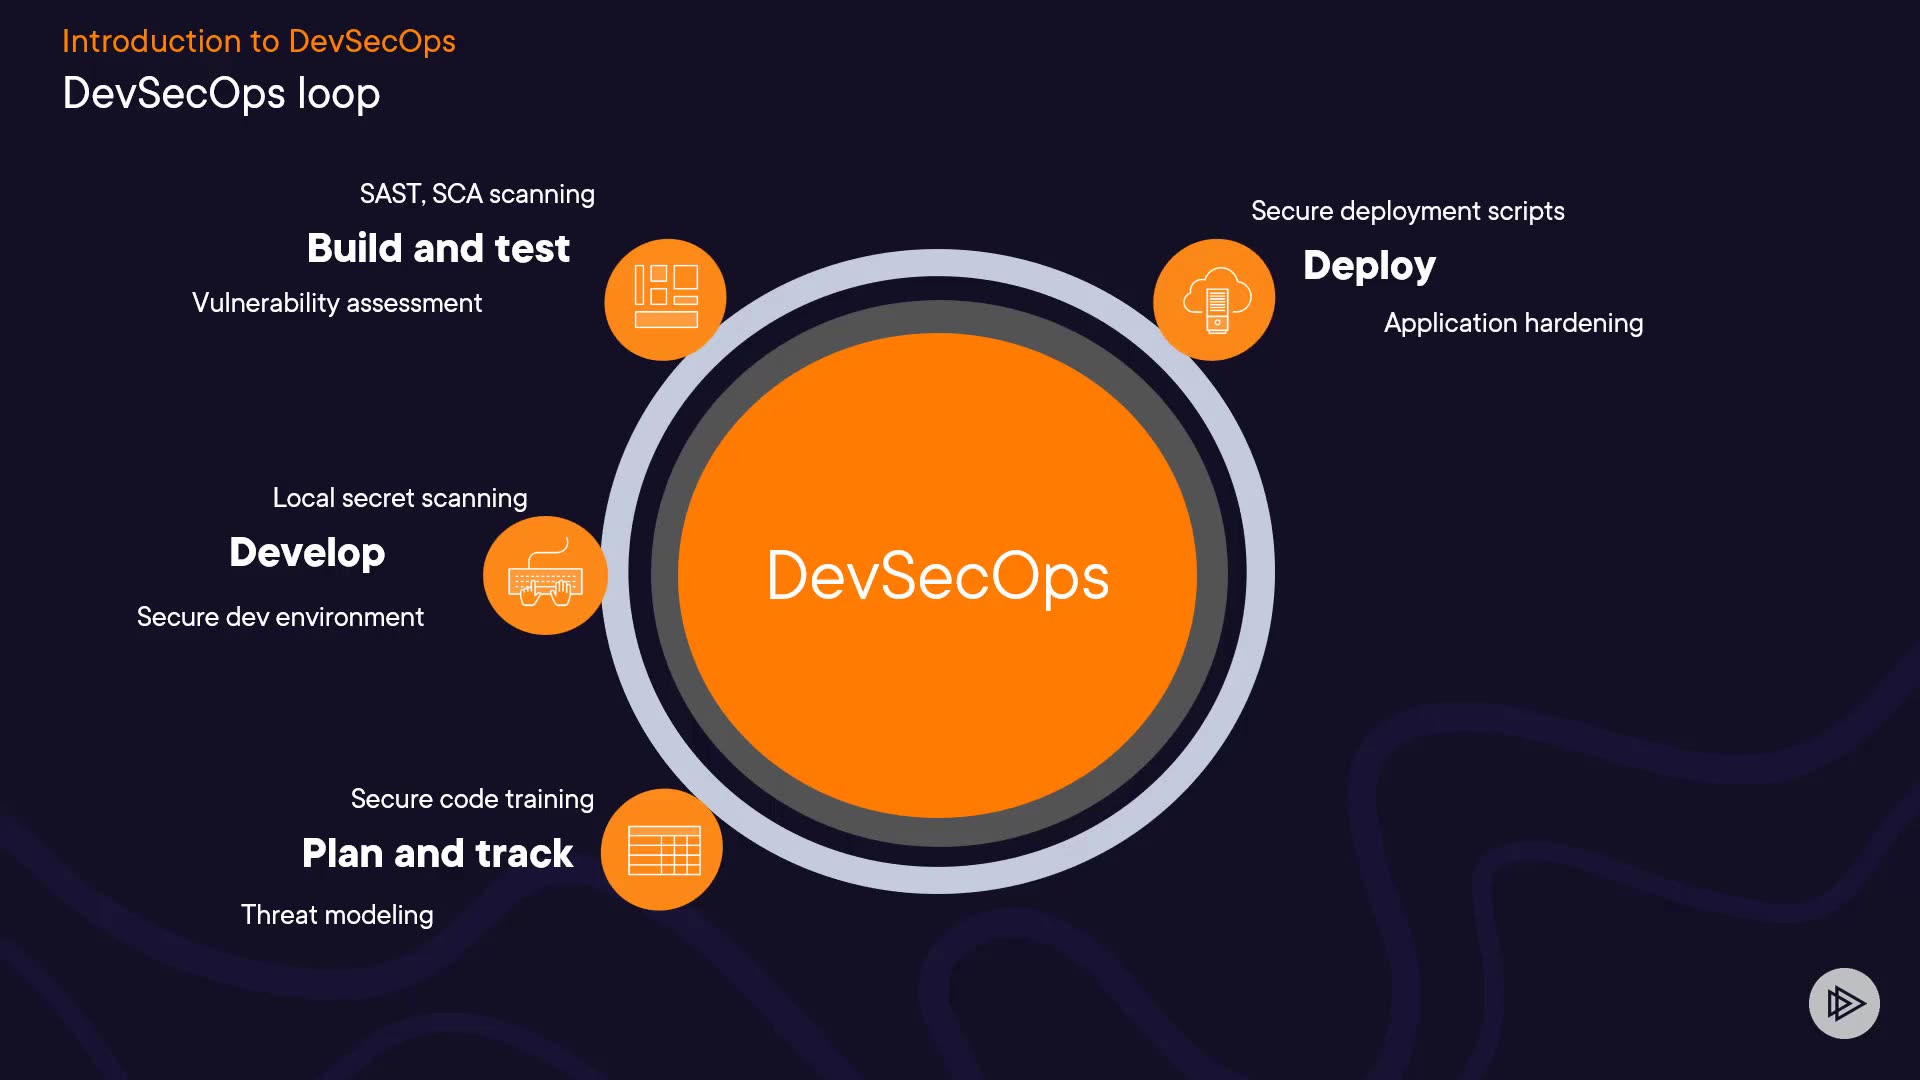 Introduction to DevSecOps
DevSecOps loop
SAST, SCA scanning
Build and test
Vulnerability assessment
Secure deployment scripts
Deploy
Application hardening
Local secret scanning
Develop
Secure dev environment
DevSecOps
Secure code training
Plan and track
Threat modeling